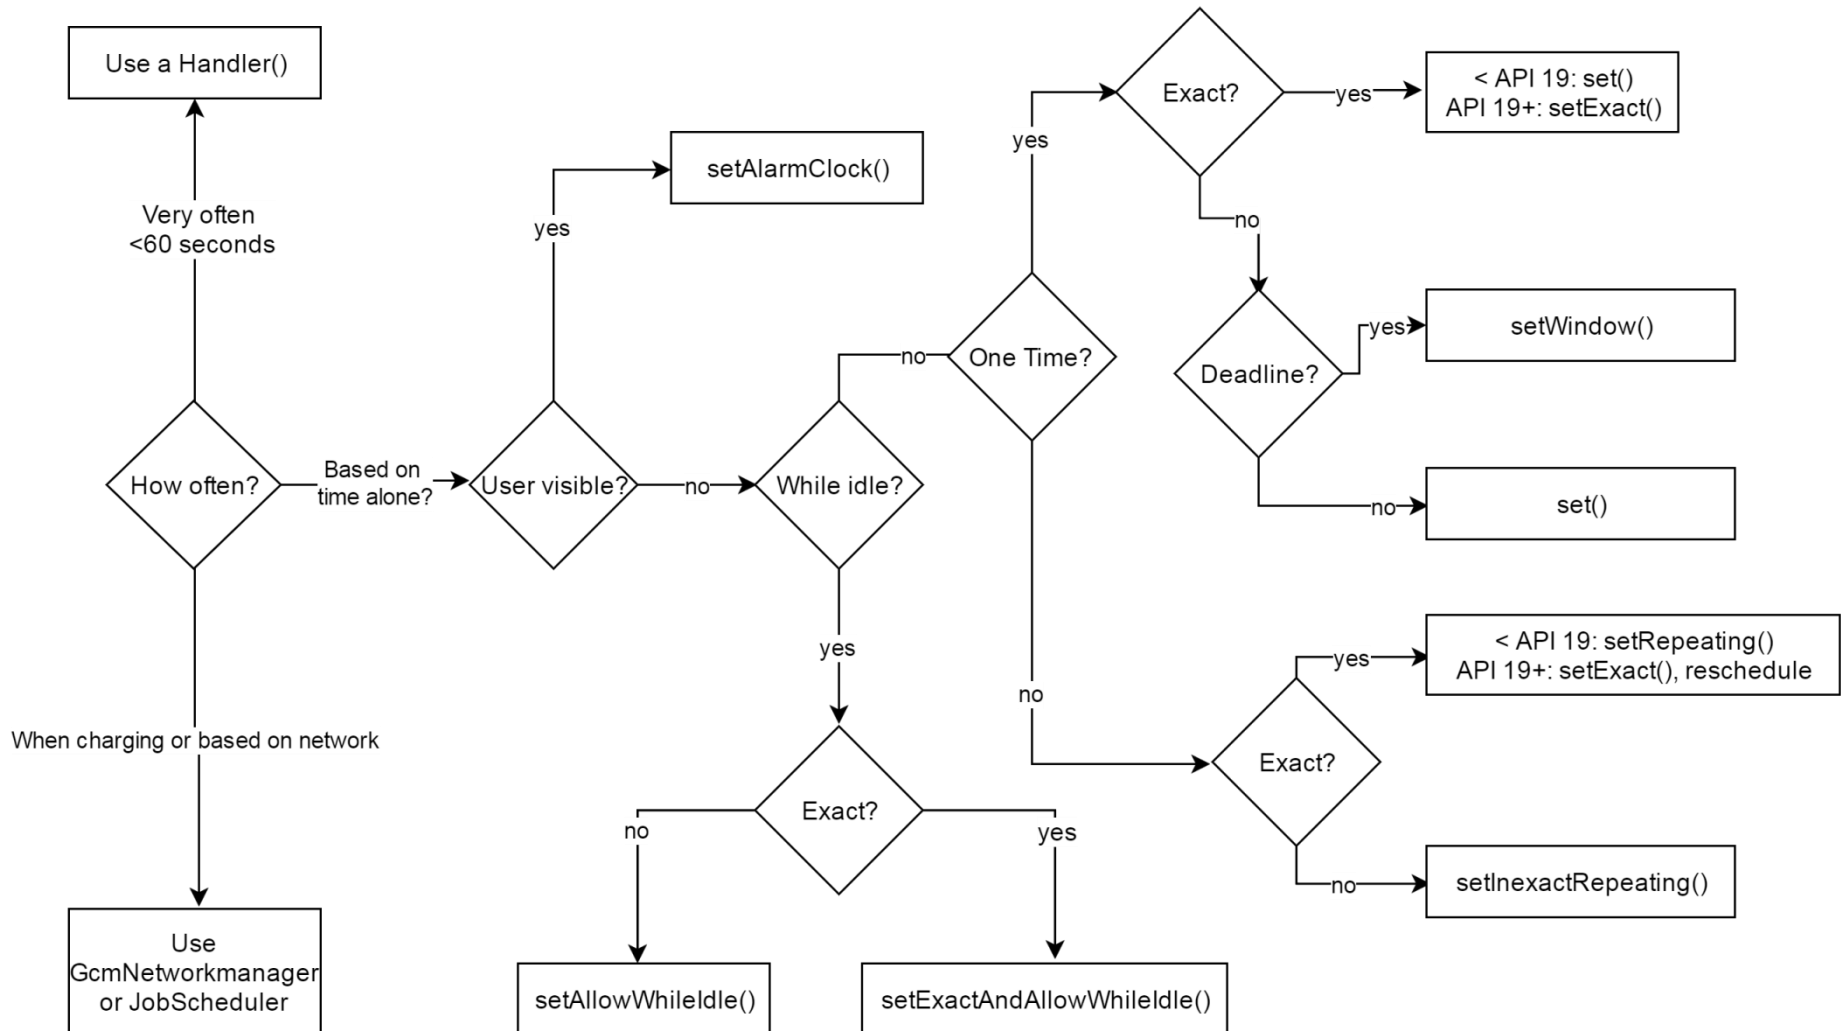 Use a Handler()
Very often
<60 seconds
How often?
Based on
time alone?
When charging or based on network
Use
GcmNetworkmanager
or JobScheduler
User visible?
yes
setAlarmClock()
no
While idle?
yes
Exact?
no
setAllowWhileIdle()
yes
setExactAndAllowWhileIdle()
no
One Time?
yes
Exact?
yes
< API 19: set()
API 19+: setExact()
no
Deadline?
yes
setWindow()
no
set()
no
Exact?
yes
< API 19: setRepeating()
API 19+: setExact(), reschedule
no
setInexactRepeating()